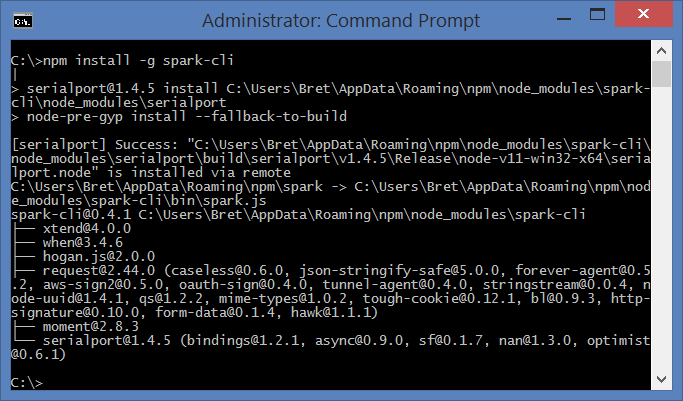 Administrator: Command Prompt
C:\>npm install -g spark-cli
|
> serialport@1.4.5 install C:\Users\Bret\AppData\Roaming\npm\node_modules\spark-
cli\node_modules\serialport
> node-pre-gyp install --fallback-to-build
[serialport] Success: "C:\Users\Bret\AppData\Roaming\npm\node_modules\spark-cli\
node_modules\serialport\build\serialport\v1.4.5\Release\node-v11-win32-x64\seria
lport.node" is installed via remote
C:\Users\Bret\AppData\Roaming\npm\spark -> C:\Users\Bret\AppData\Roaming\npm\nod
e_modules\spark-cli\bin\spark.js
spark-cli@0.4.1 C:\Users\Bret\AppData\Roaming\npm\node_modules\spark-cli
├── xtend@4.0.0
├── when@3.4.6
├── hogan.js@2.0.0
├── request@2.44.0 (caseless@0.6.0, json-stringify-safe@5.0.0, forever-agent@0.5
.2, aws-sign2@0.5.0, oauth-sign@0.4.0, tunnel-agent@0.4.0, stringstream@0.0.4, n
ode-uuid@1.4.1, qs@1.2.2, mime-types@1.0.2, tough-cookie@0.12.1, bl@0.9.3, http-
signature@0.10.0, form-data@0.1.4, hawk@1.1.1)
├── moment@2.8.3
└── serialport@1.4.5 (bindings@1.2.1, async@0.9.0, sf@0.1.7, nan@1.3.0, optimist
@0.6.1)
C:\>